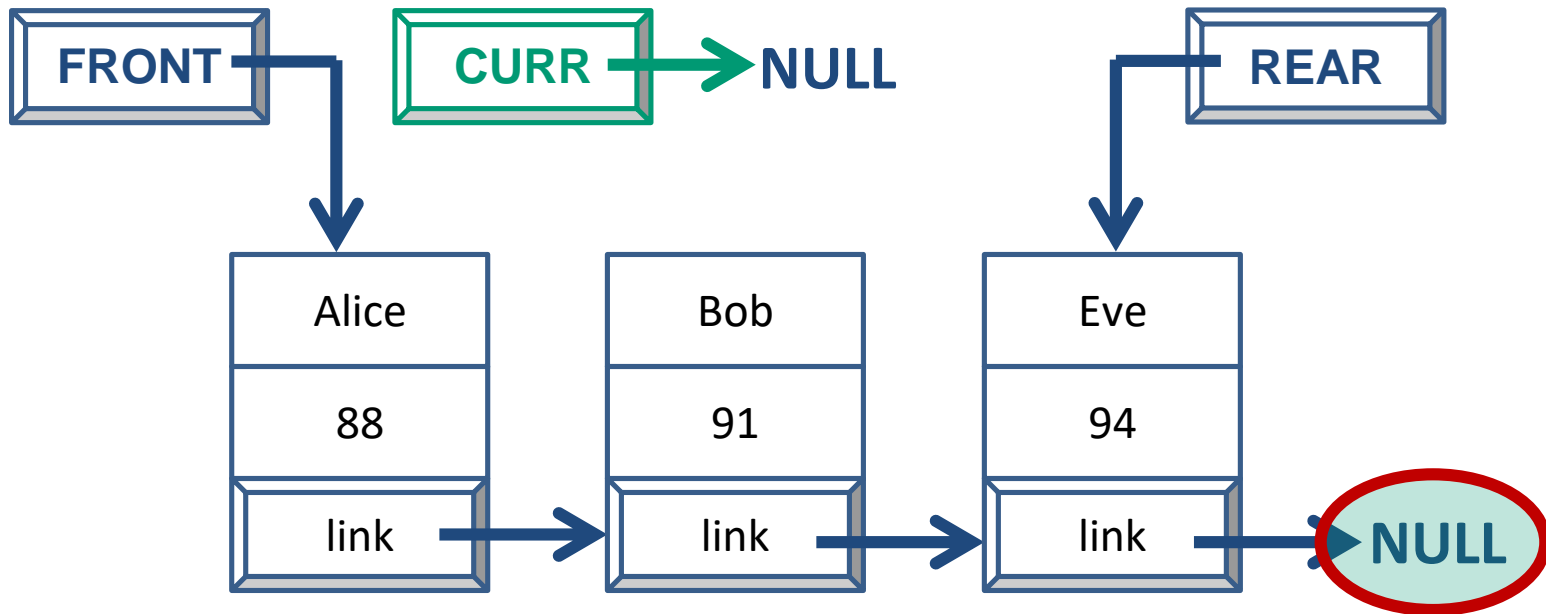 FRONT
CURR
NULL
REAR
Alice
Bob
Eve
88
91
94
link
link
link
NULL